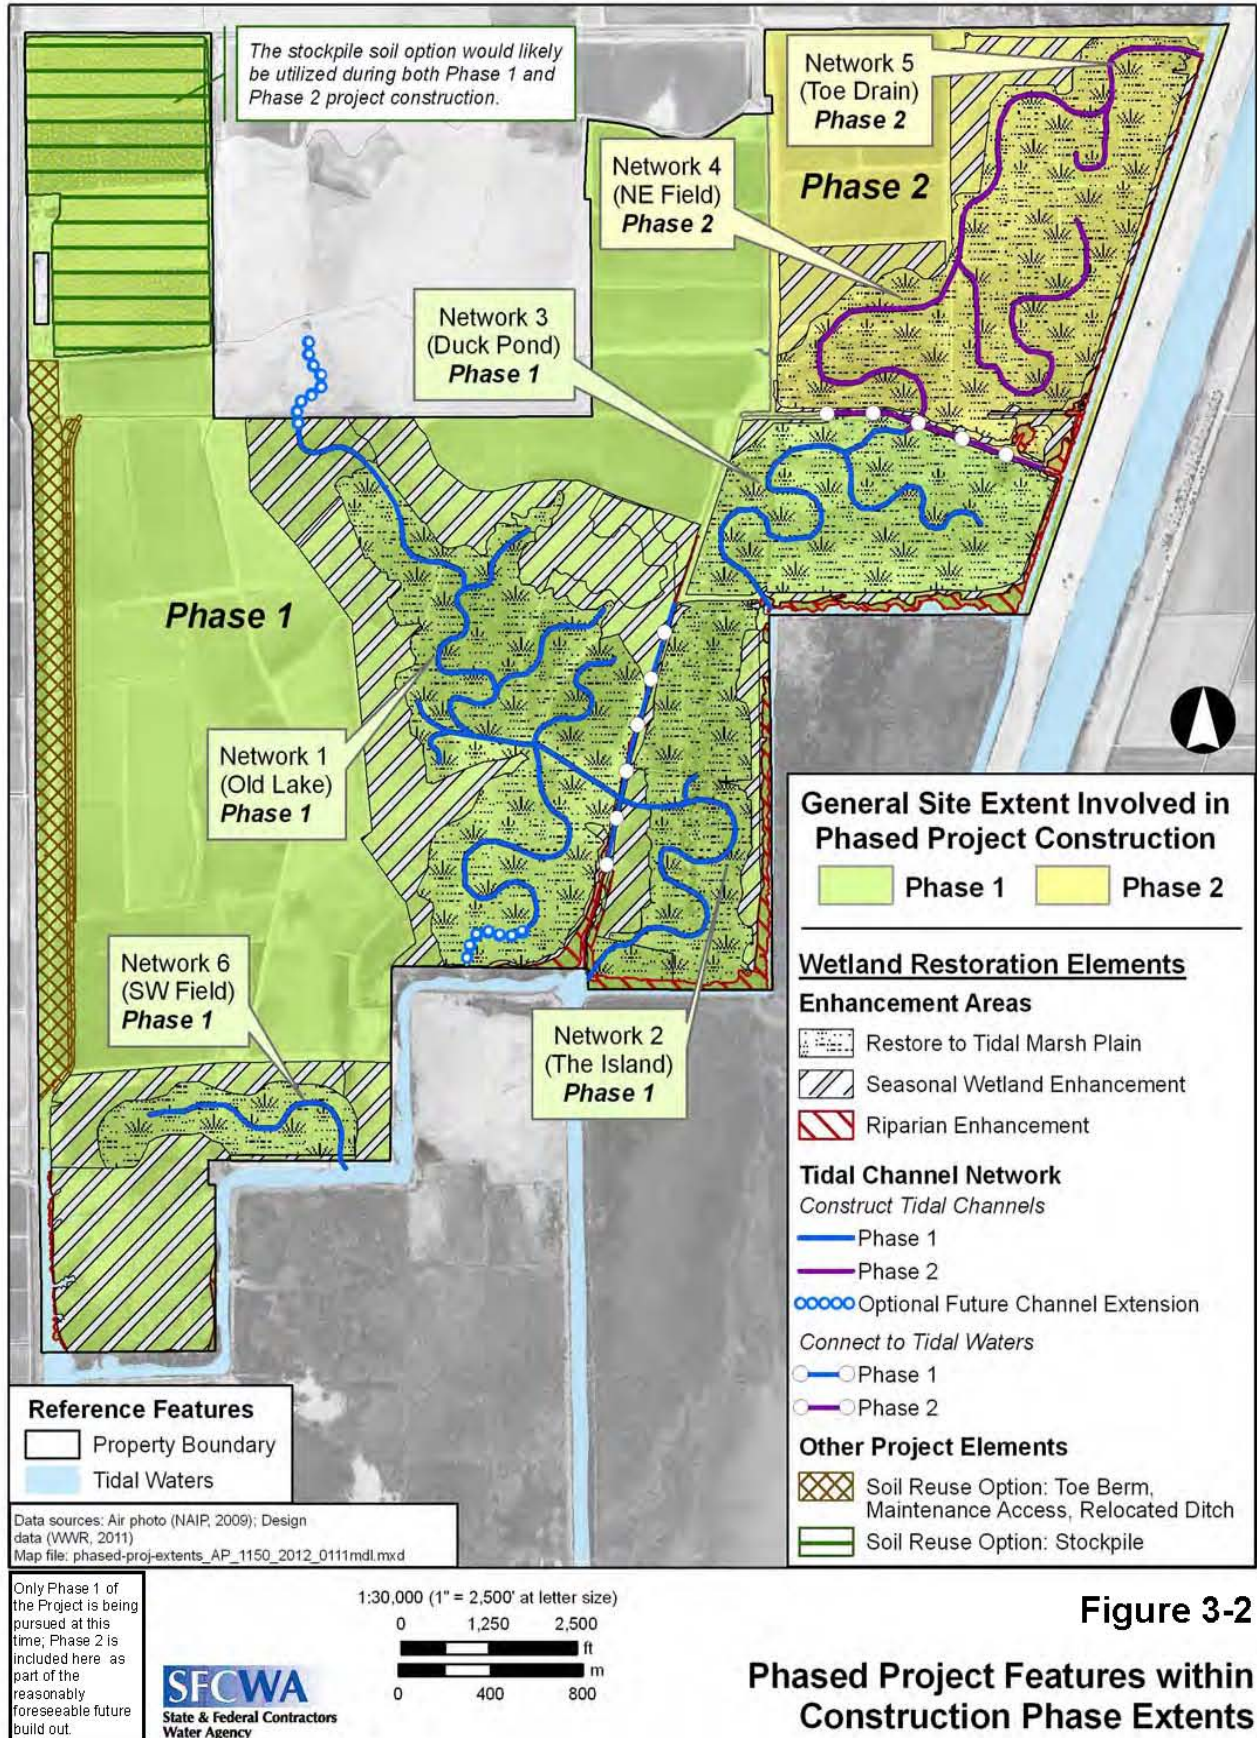 The stockpile soil option would likely
be utilized during both Phase 1 and
Phase 2 project construction.
Network 5
(Toe Drain)
Phase 2
Network 4
(NE Field)
Phase 2
Phase 2
Network 3
(Duck Pond)
Phase 1
Phase 1
Network 1
(Old Lake)
Phase 1
Network 6
(SW Field)
Phase 1
Network 2
(The Island)
Phase 1
General Site Extent Involved in
Phased Project Construction
Phase 1 Phase 2
Wetland Restoration Elements
Enhancement Areas
Restore to Tidal Marsh Plain
Seasonal Wetland Enhancement
Riparian Enhancement
Tidal Channel Network
Construct Tidal Channels
Phase 1
Phase 2
Optional Future Channel Extension
Connect to Tidal Waters
Phase 1
Phase 2
Other Project Elements
Soil Reuse Option: Toe Berm,
Maintenance Access, Relocated Ditch
Soil Reuse Option: Stockpile
Reference Features
Property Boundary
Tidal Waters
Data sources: Air photo (NAIP, 2009); Design
data (WWR, 2011)
Map file: phased-proj-extents_AP_1150_2012_0111mdl.mxd
Only Phase 1 of
the Project is being
pursued at this
time; Phase 2 is
included here as
part of the
reasonably
foreseeable future
build out.
SFCWA
State & Federal Contractors
Water Agency
1:30,000 (1" = 2,500' at letter size)
0 1,250 2,500
ft
m
0 400 800
Figure 3-2
Phased Project Features within
Construction Phase Extents